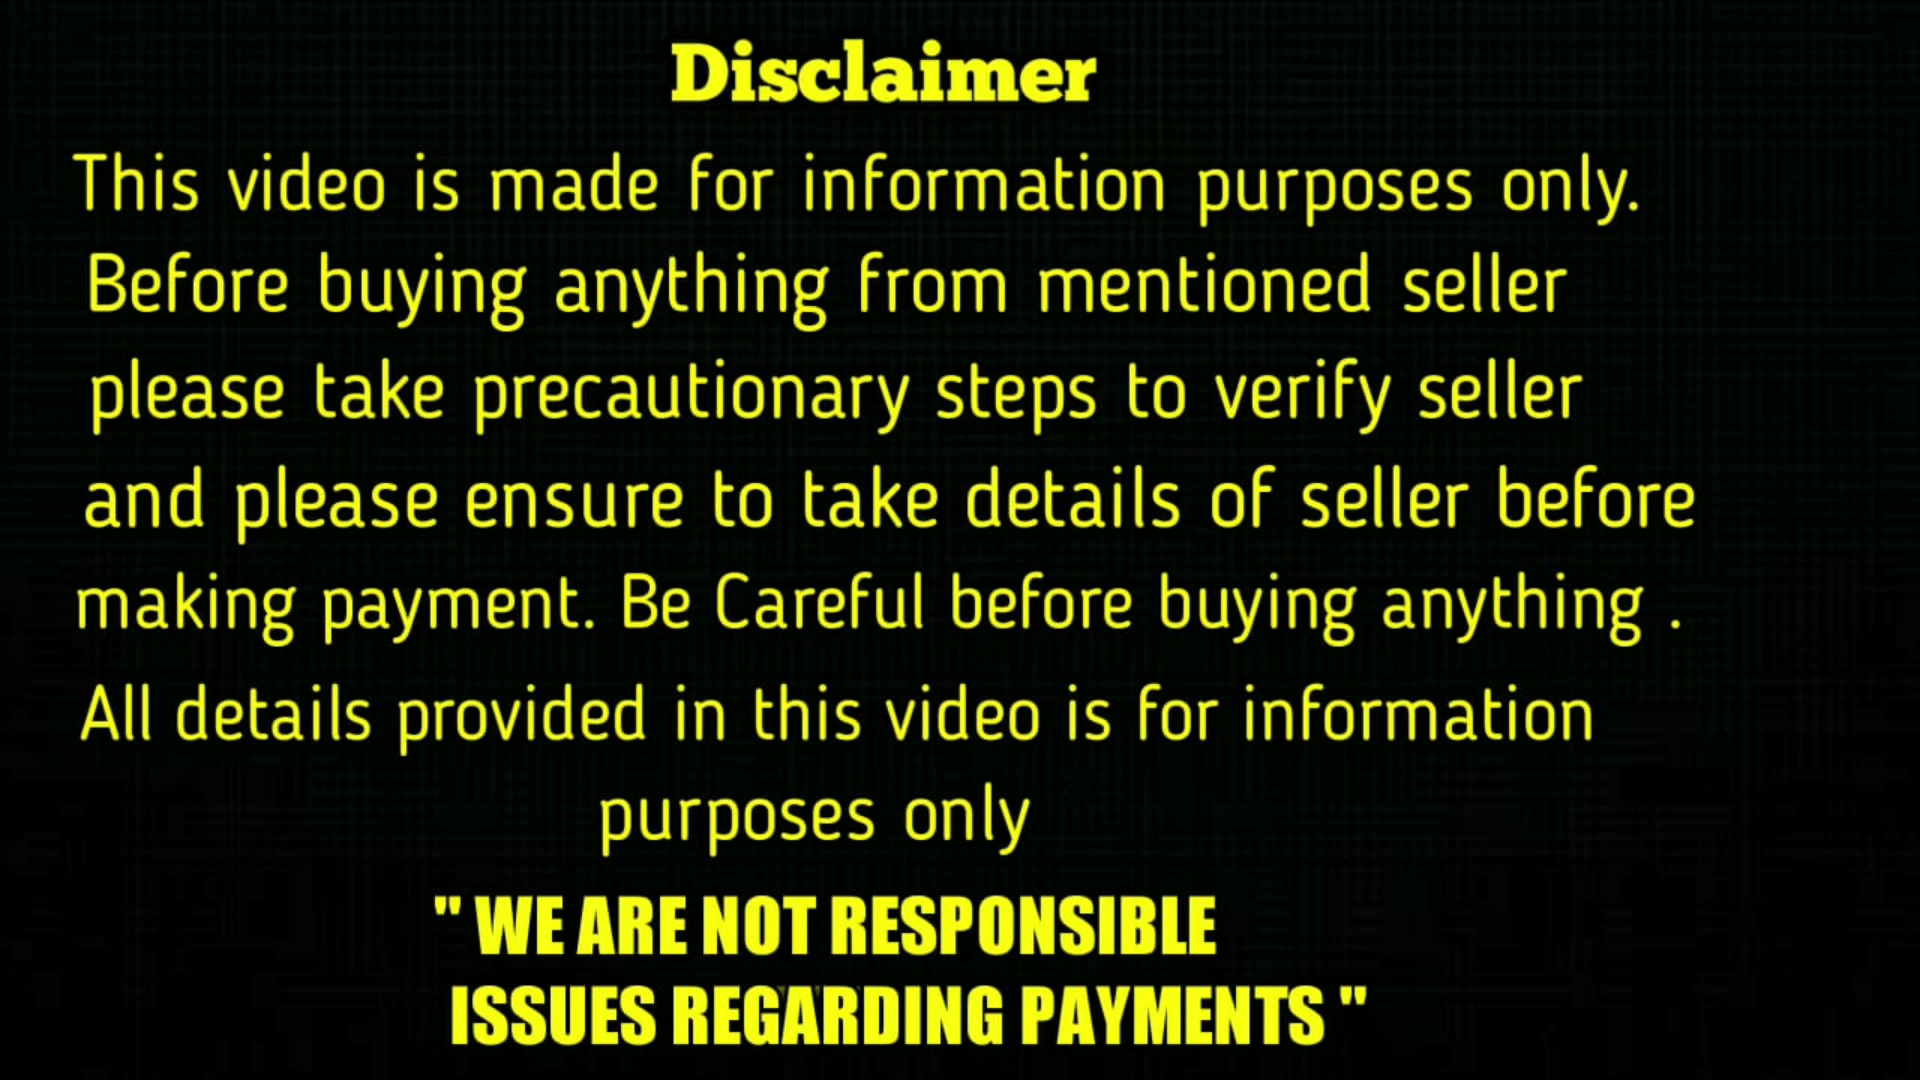 Disclaimer
This video is made for information purposes only.
Before buying anything from mentioned seller
please take precautionary steps to verify seller
and please ensure to take details of seller before
making payment. Be Careful before buying anything .
All details provided in this video is for information
purposes only
" WE ARE NOT RESPONSIBLE
ISSUES REGARDING PAYMENTS "